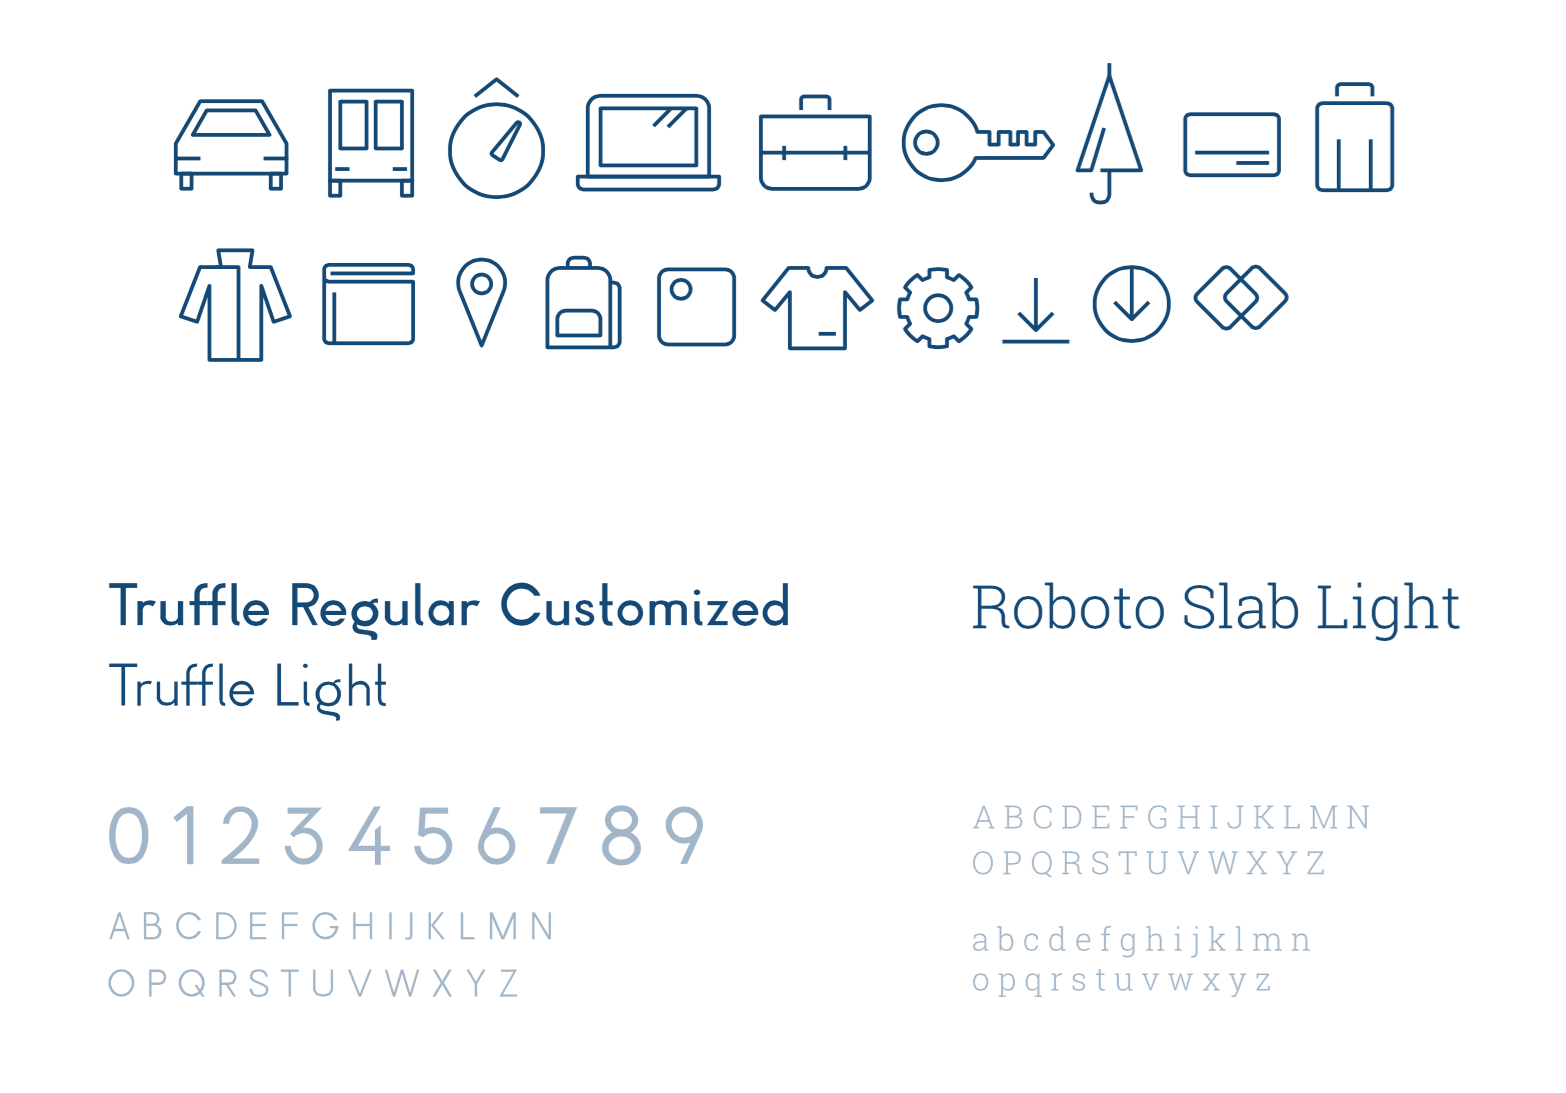 Truffle Regular Customized
Truffle Light
0 1 2 3 4 5 6 7 8 9
A B C D E F G H I J K L M N
O P Q R S T U V W X Y Z
Roboto Slab Light
A B C D E F G H I J K L M N
O P Q R S T U V W X Y Z
a b c d e f g h i j k l m n
o p q r s t u v w x y z